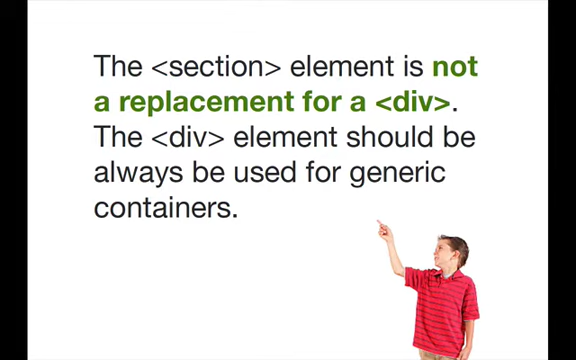 The <section> element is not
a replacement for a <div>.
The <div> element should be
always be used for generic
containers.